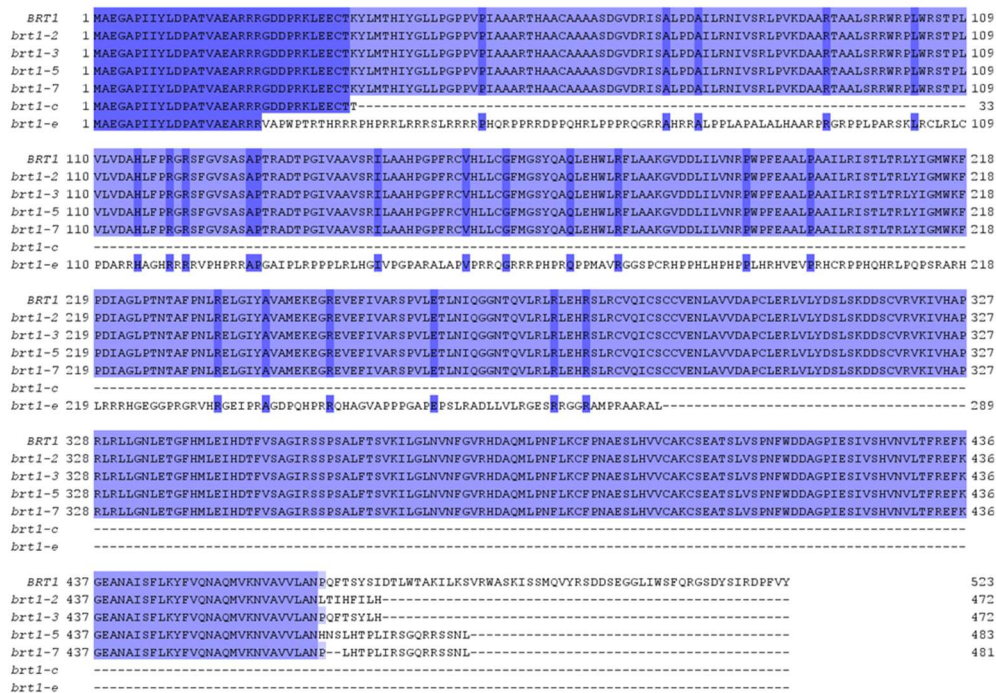 BRT1 1 MAEGAPIIYLDPATVAEARRRGDDPRKLEECTKYLMTHIYGLLPGPPVPIAAARTHAACAAAASDGVDRISALPDAILRNIVSRLPVKDAARTAALSRRWRPLWRSTPL 109
brt1-2 1 MAEGAPIIYLDPATVAEARRRGDDPRKLEECTKYLMTHIYGLLPGPPVPIAAARTHAACAAAASDGVDRISALPDAILRNIVSRLPVKDAARTAALSRRWRPLWRSTPL 109
brt1-3 1 MAEGAPIIYLDPATVAEARRRGDDPRKLEECTKYLMTHIYGLLPGPPVPIAAARTHAACAAAASDGVDRISALPDAILRNIVSRLPVKDAARTAALSRRWRPLWRSTPL 109
brt1-5 1 MAEGAPIIYLDPATVAEARRRGDDPRKLEECTKYLMTHIYGLLPGPPVPIAAARTHAACAAAASDGVDRISALPDAILRNIVSRLPVKDAARTAALSRRWRPLWRSTPL 109
brt1-7 1 MAEGAPIIYLDPATVAEARRRGDDPRKLEECTKYLMTHIYGLLPGPPVPIAAARTHAACAAAASDGVDRISALPDAILRNIVSRLPVKDAARTAALSRRWRPLWRSTPL 109
brt1-c 1 MAEGAPIIYLDPATVAEARRRGDDPRKLEECTT---------------------------------------------------------------------------- 33
brt1-e 1 MAEGAPIIYLDPATVAEARRRVAPWPTRTHRRRPHPRRLRRRSLRRRRPHQRPPRRDPPQHRLPPPRQGRRAHRRALPPLAPALALHAARPRGRPPLPARSKLRCLRLC
BRT1 110 VLVDAHLFPRGRSFGVSASAPTRADTPGIVAAVSRILAAHPGPFRCVHLLCGFMGSYQAQLEHWLRFLAAKGVDDLILVNRPWPFEAALPAAILRISTLTRLYIGMWKF 218
brt1-2 110 VLVDAHLFPRGRSFGVSASAPTRADTPGIVAAVSRILAAHPGPFRCVHLLCGFMGSYQAQLEHWLRFLAAKGVDDLILVNRPWPFEAALPAAILRISTLTRLYIGMWKF 218
brt1-3 110 VLVDAHLFPRGRSFGVSASAPTRADTPGIVAAVSRILAAHPGPFRCVHLLCGFMGSYQAQLEHWLRFLAAKGVDDLILVNRPWPFEAALPAAILRISTLTRLYIGMWKF 218
brt1-5 110 VLVDAHLFPRGRSFGVSASAPTRADTPGIVAAVSRILAAHPGPFRCVHLLCGFMGSYQAQLEHWLRFLAAKGVDDLILVNRPWPFEAALPAAILRISTLTRLYIGMWKF 218
brt1-7 110 VLVDAHLFPRGRSFGVSASAPTRADTPGIVAAVSRILAAHPGPFRCVHLLCGFMGSYQAQLEHWLRFLAAKGVDDLILVNRPWPFEAALPAAILRISTLTRLYIGMWKF 218
brt1-c -------------------------------------------------------------------------------------------------------------
brt1-e 110 PDARRHAGHRRRRVPHPRRAPGAIPLRPPPLRLHGIVPGPARALAPVPRRQGRRRPHPRQPPMAVRGGSPCRHPPHLHPHPPLHRHVEVPRHCRPPHQHRLPQPSRARH 218
BRT1 219 PDIAGLPTNTAFPNLRELGIYAVAMEKEGREVEFIVARSPVLETLNIQGGNTQVLRLRLEHRSLRCVQICSCCVENLAVVDAPCLERLVLYDSLSKDDSCVRVKIVHAP 327
brt1-2 219 PDIAGLPTNTAFPNLRELGIYAVAMEKEGREVEFIVARSPVLETLNIQGGNTQVLRLRLEHRSLRCVQICSCCVENLAVVDAPCLERLVLYDSLSKDDSCVRVKIVHAP 327
brt1-3 219 PDIAGLPTNTAFPNLRELGIYAVAMEKEGREVEFIVARSPVLETLNIQGGNTQVLRLRLEHRSLRCVQICSCCVENLAVVDAPCLERLVLYDSLSKDDSCVRVKIVHAP 327
brt1-5 219 PDIAGLPTNTAFPNLRELGIYAVAMEKEGREVEFIVARSPVLETLNIQGGNTQVLRLRLEHRSLRCVQICSCCVENLAVVDAPCLERLVLYDSLSKDDSCVRVKIVHAP 327
brt1-7 219 PDIAGLPTNTAFPNLRELGIYAVAMEKEGREVEFIVARSPVLETLNIQGGNTQVLRLRLEHRSLRCVQICSCCVENLAVVDAPCLERLVLYDSLSKDDSCVRVKIVHAP 327
brt1-c -------------------------------------------------------------------------------------------------------------
brt1-e 219 LRRRHGEGGPRGRVHRGEIPRAGDPQHPRRQHAGVAPPPGAPEPSLRADLLVLRGESRRGGRAMPRAARAL-------------------------------------- 289
BRT1 328 RLRLLGNLETGFHMLEIHDTFVSAGIRSSPSALFTSVKILGLNVNFGVRHDAQMLPNFLKCFPNAESLHVVCAKCSEATSLVSPNFWDDAGPIESIVSHVNVLTFREFK 436
brt1-2 328 RLRLLGNLETGFHMLEIHDTFVSAGIRSSPSALFTSVKILGLNVNFGVRHDAQMLPNFLKCFPNAESLHVVCAKCSEATSLVSPNFWDDAGPIESIVSHVNVLTFREFK 436
brt1-3 328 RLRLLGNLETGFHMLEIHDTFVSAGIRSSPSALFTSVKILGLNVNFGVRHDAQMLPNFLKCFPNAESLHVVCAKCSEATSLVSPNFWDDAGPIESIVSHVNVLTFREFK 436
brt1-5 328 RLRLLGNLETGFHMLEIHDTFVSAGIRSSPSALFTSVKILGLNVNFGVRHDAQMLPNFLKCFPNAESLHVVCAKCSEATSLVSPNFWDDAGPIESIVSHVNVLTFREFK 436
brt1-7 328 RLRLLGNLETGFHMLEIHDTFVSAGIRSSPSALFTSVKILGLNVNFGVRHDAQMLPNFLKCFPNAESLHVVCAKCSEATSLVSPNFWDDAGPIESIVSHVNVLTFREFK 436
brt1-c -------------------------------------------------------------------------------------------------------------
brt1-e -------------------------------------------------------------------------------------------------------------
BRT1 437 GEANAISFLKYFVQNAQMVKNVAVVLANPQFTSYSIDTLWTAKILKSVRWASKISSMQVYRSDDSEGGLIWSFQRGSDYSIRDPFVY 523
brt1-2 437 GEANAISFLKYFVQNAQMVKNVAVVLANLTIHFILH--------------------------------------------------- 472
brt1-3 437 GEANAISFLKYFVQNAQMVKNVAVVLANPQFTSYLH--------------------------------------------------- 472
brt1-5 437 GEANAISFLKYFVQNAQMVKNVAVVLANHNSLHTPLIRSGQRRSSNL---------------------------------------- 483
brt1-7 437 GEANAISFLKYFVQNAQMVKNVAVVLANP--LHTPLIRSGQRRSSNL---------------------------------------- 481
brt1-c ---------------------------------------------------------------------------------------
brt1-e ---------------------------------------------------------------------------------------